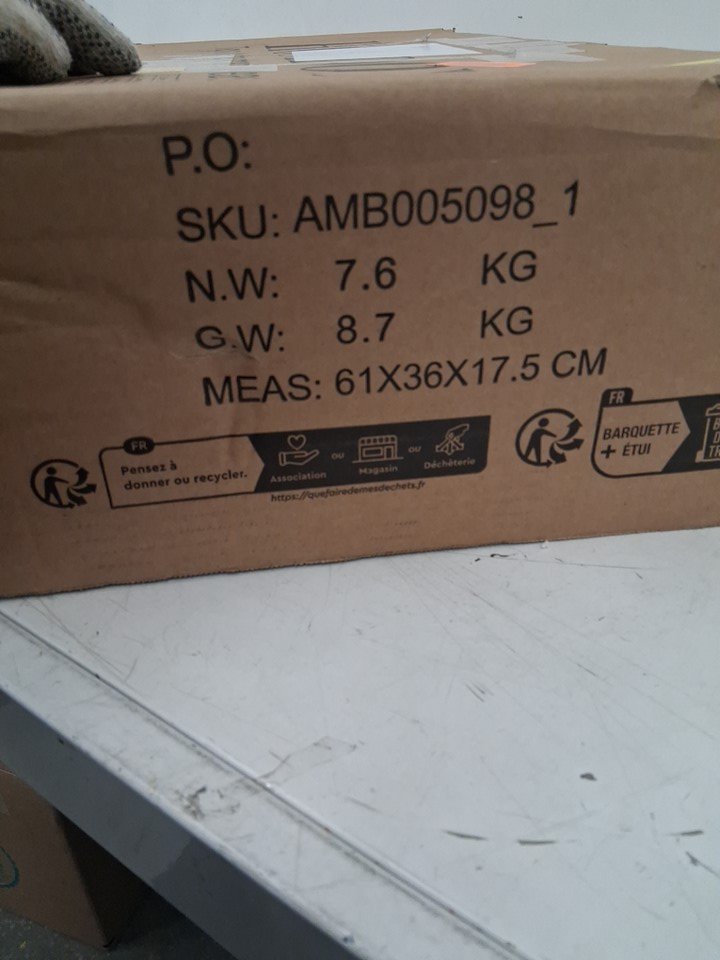 P.O:
SKU: AMB005098_1
N.W: 7.6 KG
G.W: 8.7 KG
MEAS: 61X36X17.5 CM
FR
Pensez à
donner ou recycler.
Association
ou
Magasin
ou
Déchèterie
https://quefairedemesdechets.fr
FR
BARQUETTE
+ ÉTUI